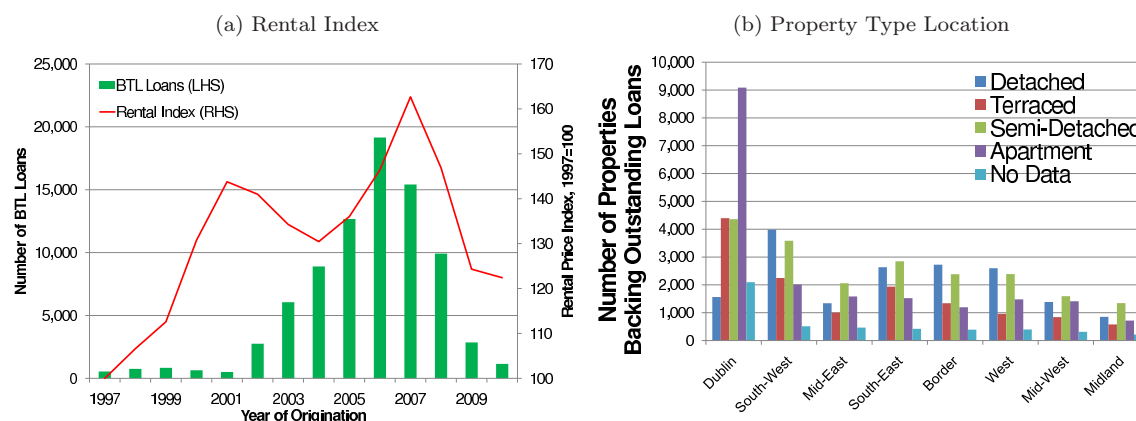 (a) Rental Index
25,000
20,000
15,000
10,000
5,000
0
Number of BTL Loans
BTL Loans (LHS)
Rental Index (RHS)
170
160
150
140
130
120
110
100
Rental Price Index, 1997=100
1997 1999 2001 2003 2005 2007 2009
Year of Origination
(b) Property Type Location
10,000
9,000
8,000
7,000
6,000
5,000
4,000
3,000
2,000
1,000
0
Number of Properties
Backing Outstanding Loans
Detached
Terraced
Semi-Detached
Apartment
No Data
Dublin
South-West
Mid-East
South-East
Border
West
Mid-West
Midland